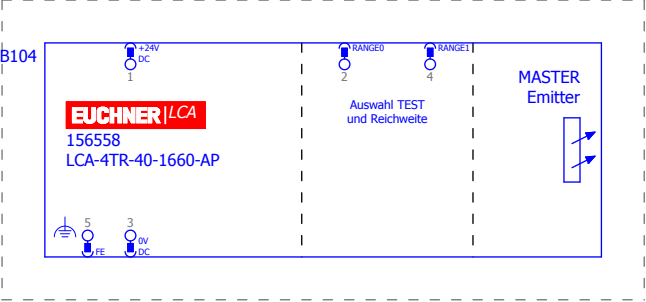 B104
+24V
DC
1
RANGE0
2
RANGE1
4
MASTER
Emitter
EUCHNER|LCA
156558
LCA-4TR-40-1660-AP
Auswahl TEST
und Reichweite
5
FE
3
0V
DC